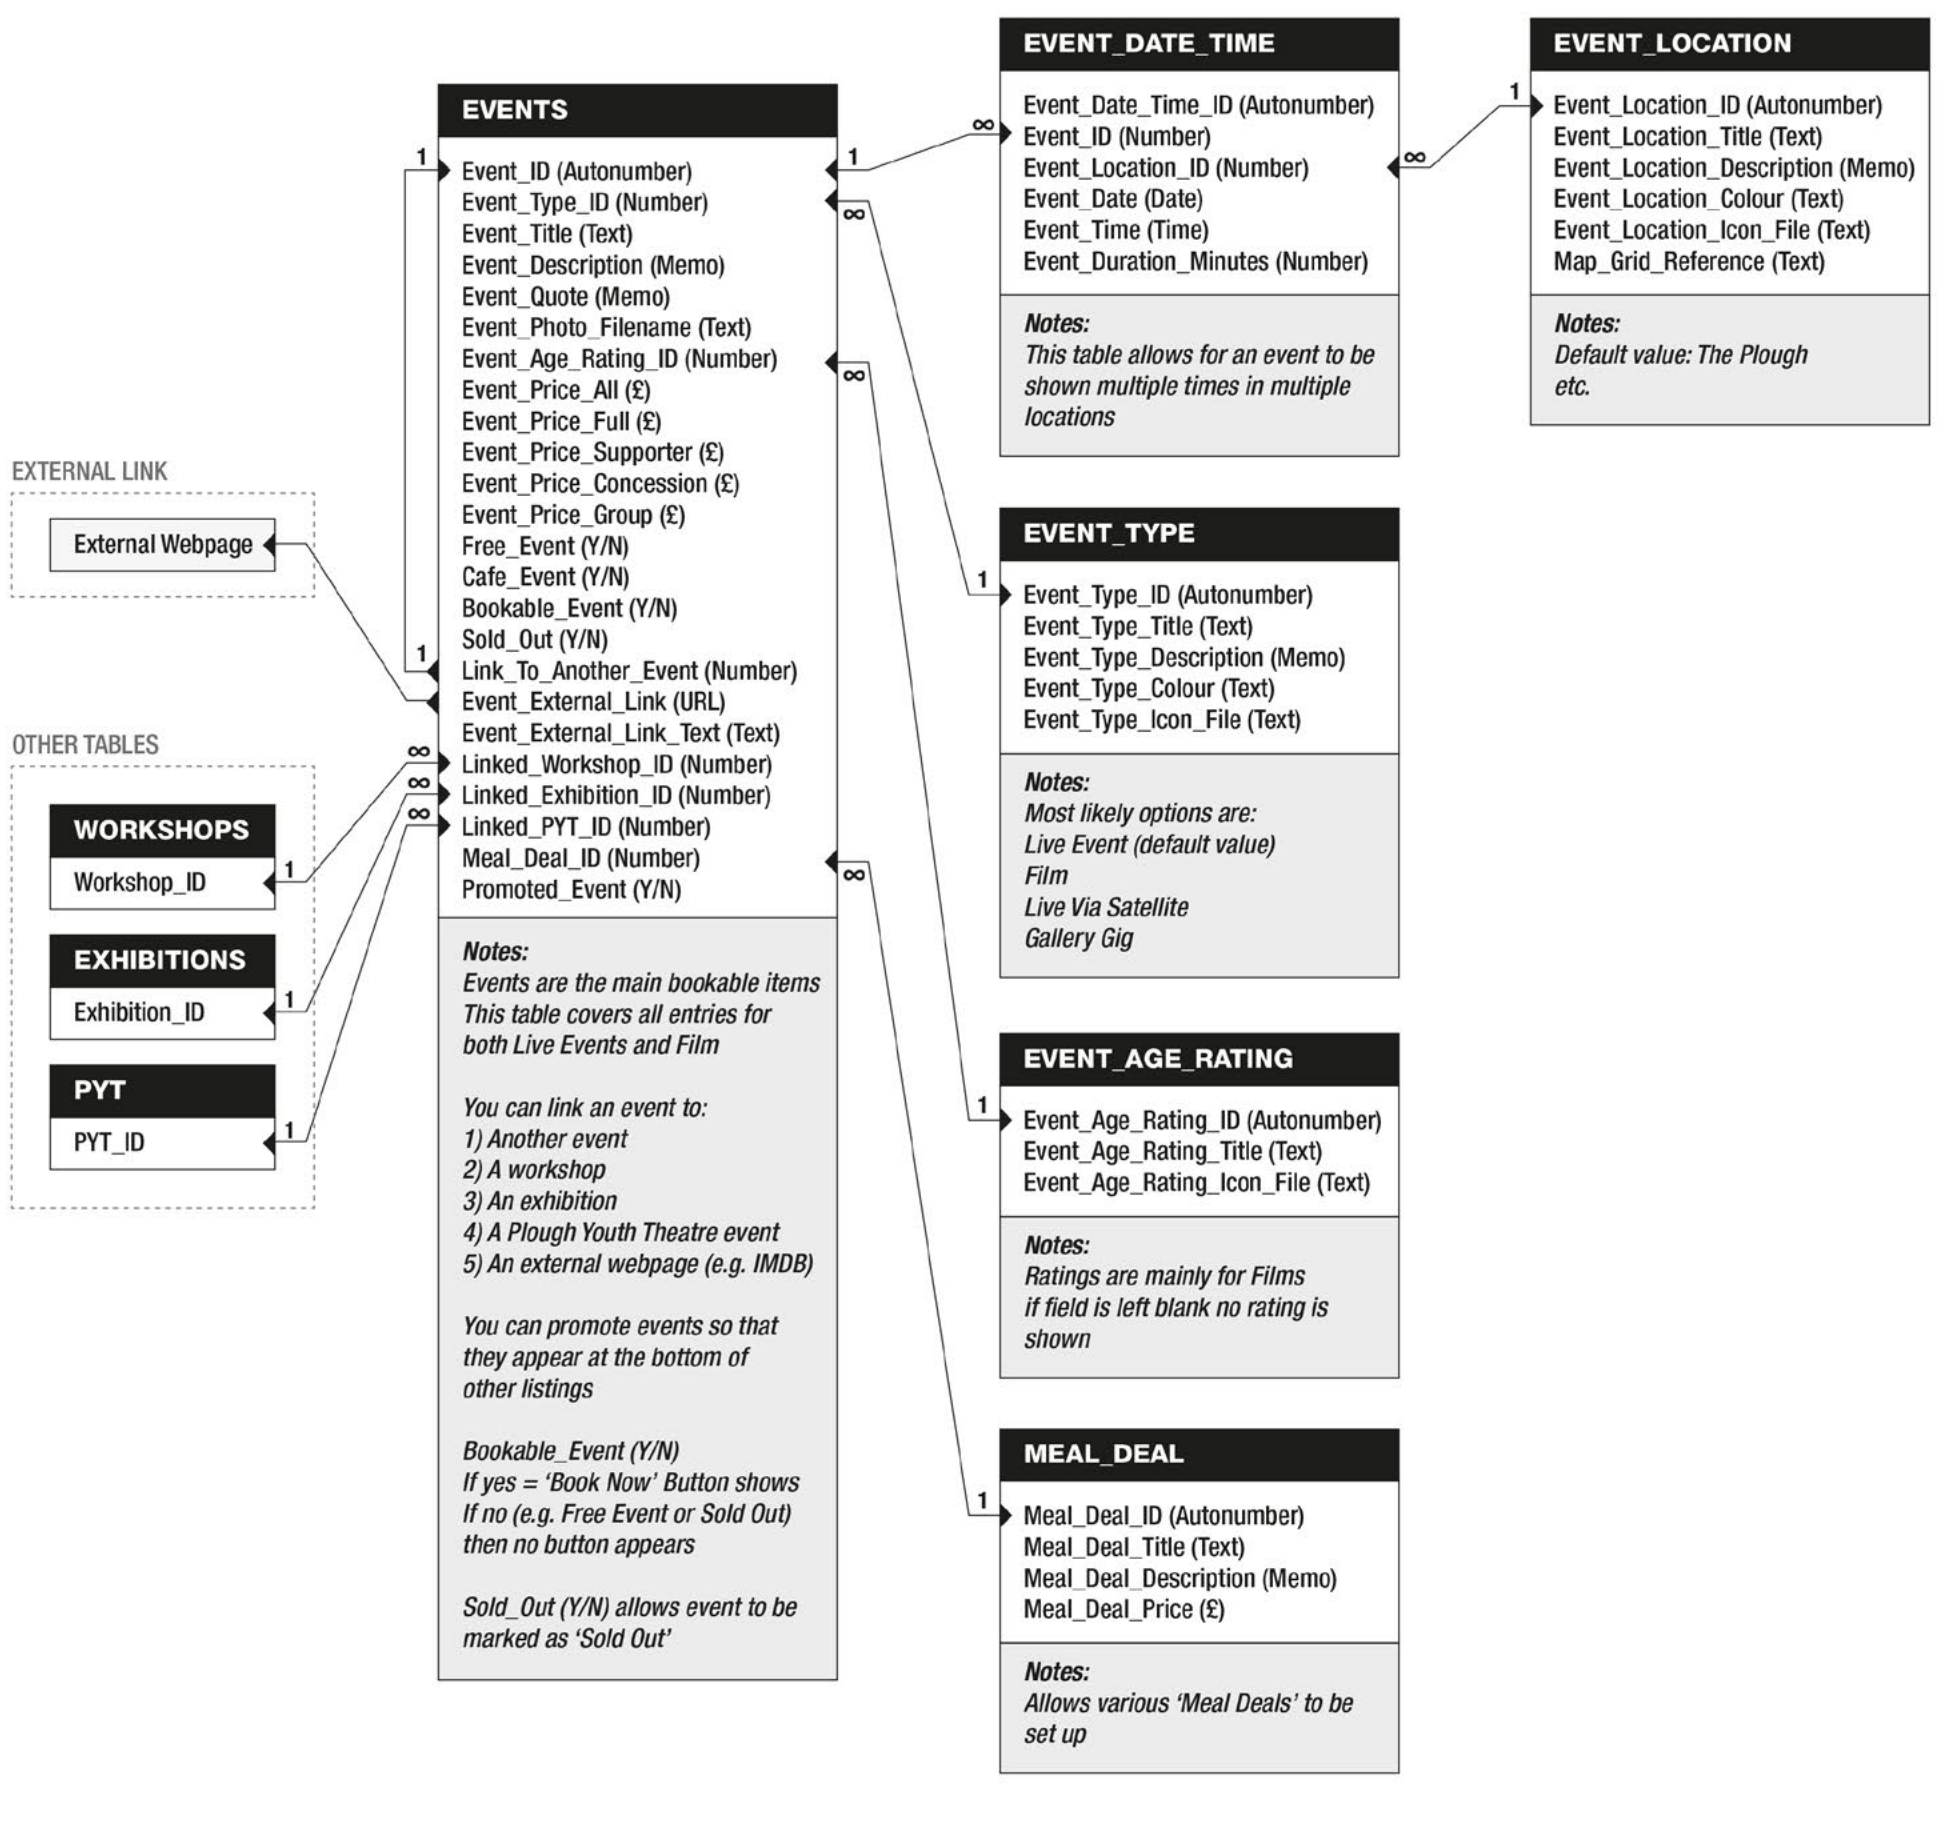 EXTERNAL LINK
External Webpage
OTHER TABLES
WORKSHOPS
Workshop_ID
1
EXHIBITIONS
Exhibition_ID
1
PYT
PYT_ID
1
EVENTS
1
Event_ID (Autonumber)
1
Event_Type_ID (Number)
∞
Event_Title (Text)
Event_Description (Memo)
Event_Quote (Memo)
Event_Photo_Filename (Text)
Event_Age_Rating_ID (Number)
∞
Event_Price_All (£)
Event_Price_Full (£)
Event_Price_Supporter (£)
Event_Price_Concession (£)
Event_Price_Group (£)
Free_Event (Y/N)
Cafe_Event (Y/N)
Bookable_Event (Y/N)
Sold_Out (Y/N)
1
Link_To_Another_Event (Number)
Event_External_Link (URL)
Event_External_Link_Text (Text)
∞
Linked_Workshop_ID (Number)
∞
Linked_Exhibition_ID (Number)
∞
Linked_PYT_ID (Number)
Meal_Deal_ID (Number)
∞
Promoted_Event (Y/N)
Notes:
Events are the main bookable items
This table covers all entries for
both Live Events and Film
You can link an event to:
1) Another event
2) A workshop
3) An exhibition
4) A Plough Youth Theatre event
5) An external webpage (e.g. IMDB)
You can promote events so that
they appear at the bottom of
other listings
Bookable_Event (Y/N)
If yes = ‘Book Now’ Button shows
If no (e.g. Free Event or Sold Out)
then no button appears
Sold_Out (Y/N) allows event to be
marked as ‘Sold Out’
EVENT_DATE_TIME
Event_Date_Time_ID (Autonumber)
∞
Event_ID (Number)
Event_Location_ID (Number)
∞
Event_Date (Date)
Event_Time (Time)
Event_Duration_Minutes (Number)
Notes:
This table allows for an event to be
shown multiple times in multiple
locations
EVENT_TYPE
1
Event_Type_ID (Autonumber)
Event_Type_Title (Text)
Event_Type_Description (Memo)
Event_Type_Colour (Text)
Event_Type_Icon_File (Text)
Notes:
Most likely options are:
Live Event (default value)
Film
Live Via Satellite
Gallery Gig
EVENT_AGE_RATING
1
Event_Age_Rating_ID (Autonumber)
Event_Age_Rating_Title (Text)
Event_Age_Rating_Icon_File (Text)
Notes:
Ratings are mainly for Films
if field is left blank no rating is
shown
MEAL_DEAL
1
Meal_Deal_ID (Autonumber)
Meal_Deal_Title (Text)
Meal_Deal_Description (Memo)
Meal_Deal_Price (£)
Notes:
Allows various ‘Meal Deals’ to be
set up
EVENT_LOCATION
1
Event_Location_ID (Autonumber)
Event_Location_Title (Text)
Event_Location_Description (Memo)
Event_Location_Colour (Text)
Event_Location_Icon_File (Text)
Map_Grid_Reference (Text)
Notes:
Default value: The Plough
etc.